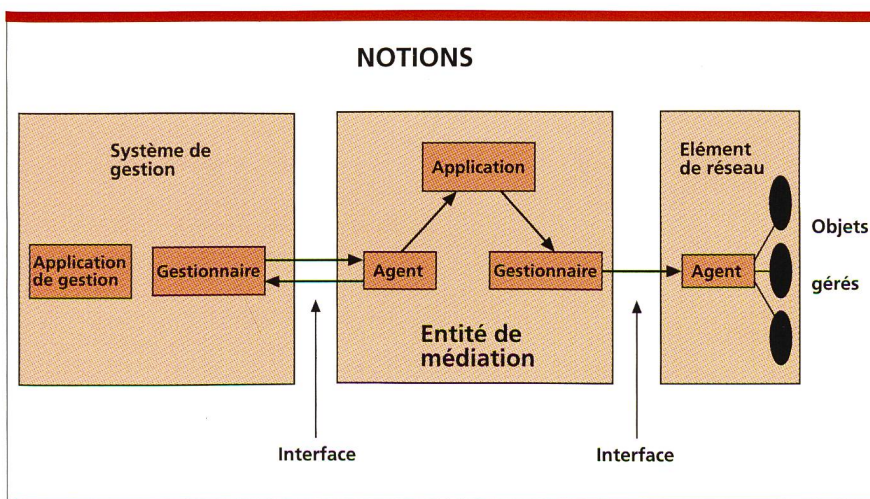 NOTIONS
Système de
gestion
Application
de gestion
Gestionnaire
Application
Agent
Gestionnaire
Entité de
médiation
Elément
de réseau
Agent
Objets
gérés
Interface
Interface